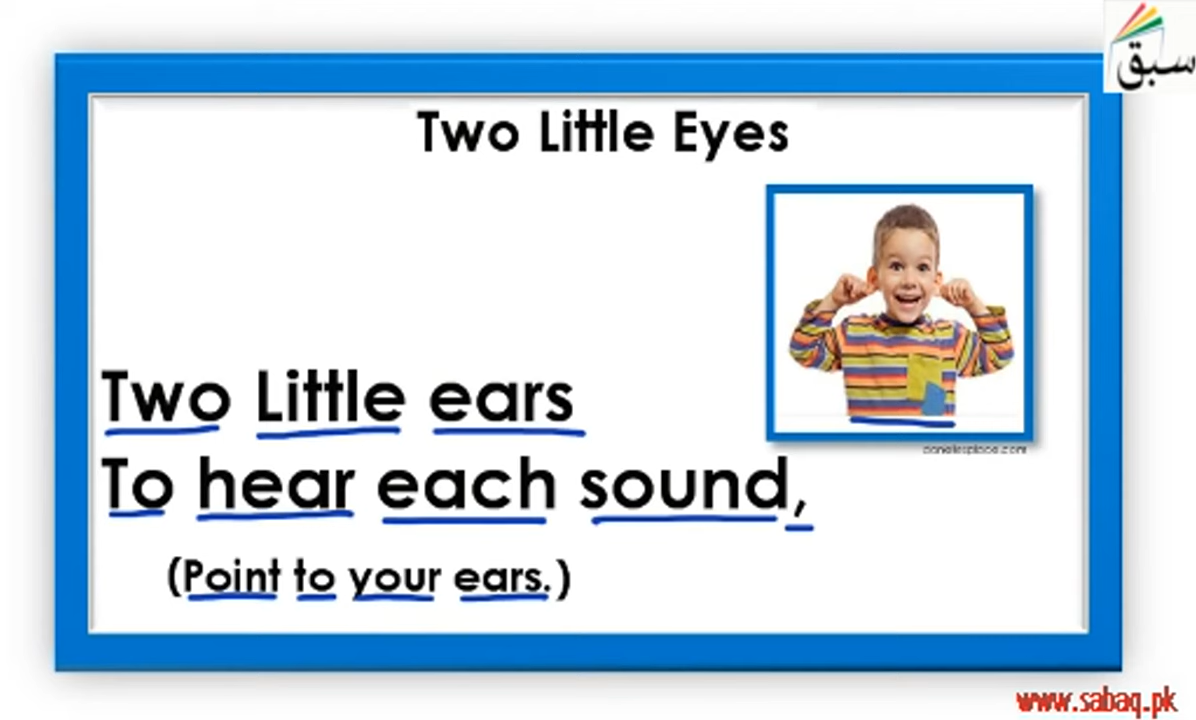 سبق
Two Little Eyes
Two Little ears
To hear each sound,
(Point to your ears.)
www.sabaq.pk